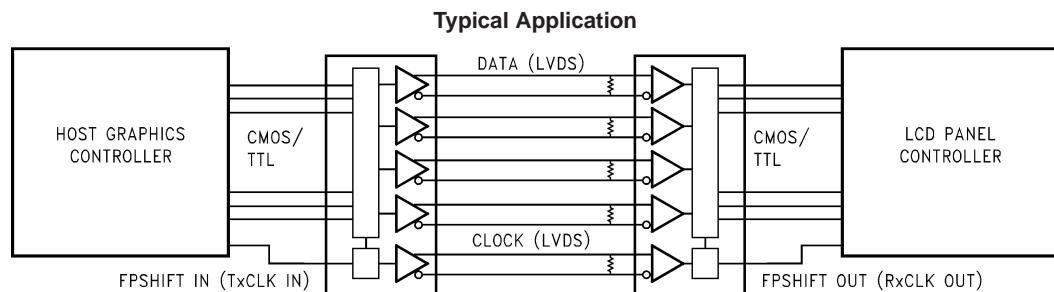 Typical Application
DATA (LVDS)
HOST GRAPHICS
CONTROLLER
CMOS/
TTL
CMOS/
TTL
LCD PANEL
CONTROLLER
CLOCK (LVDS)
FPSHIFT IN (TxCLK IN)
FPSHIFT OUT (RxCLK OUT)